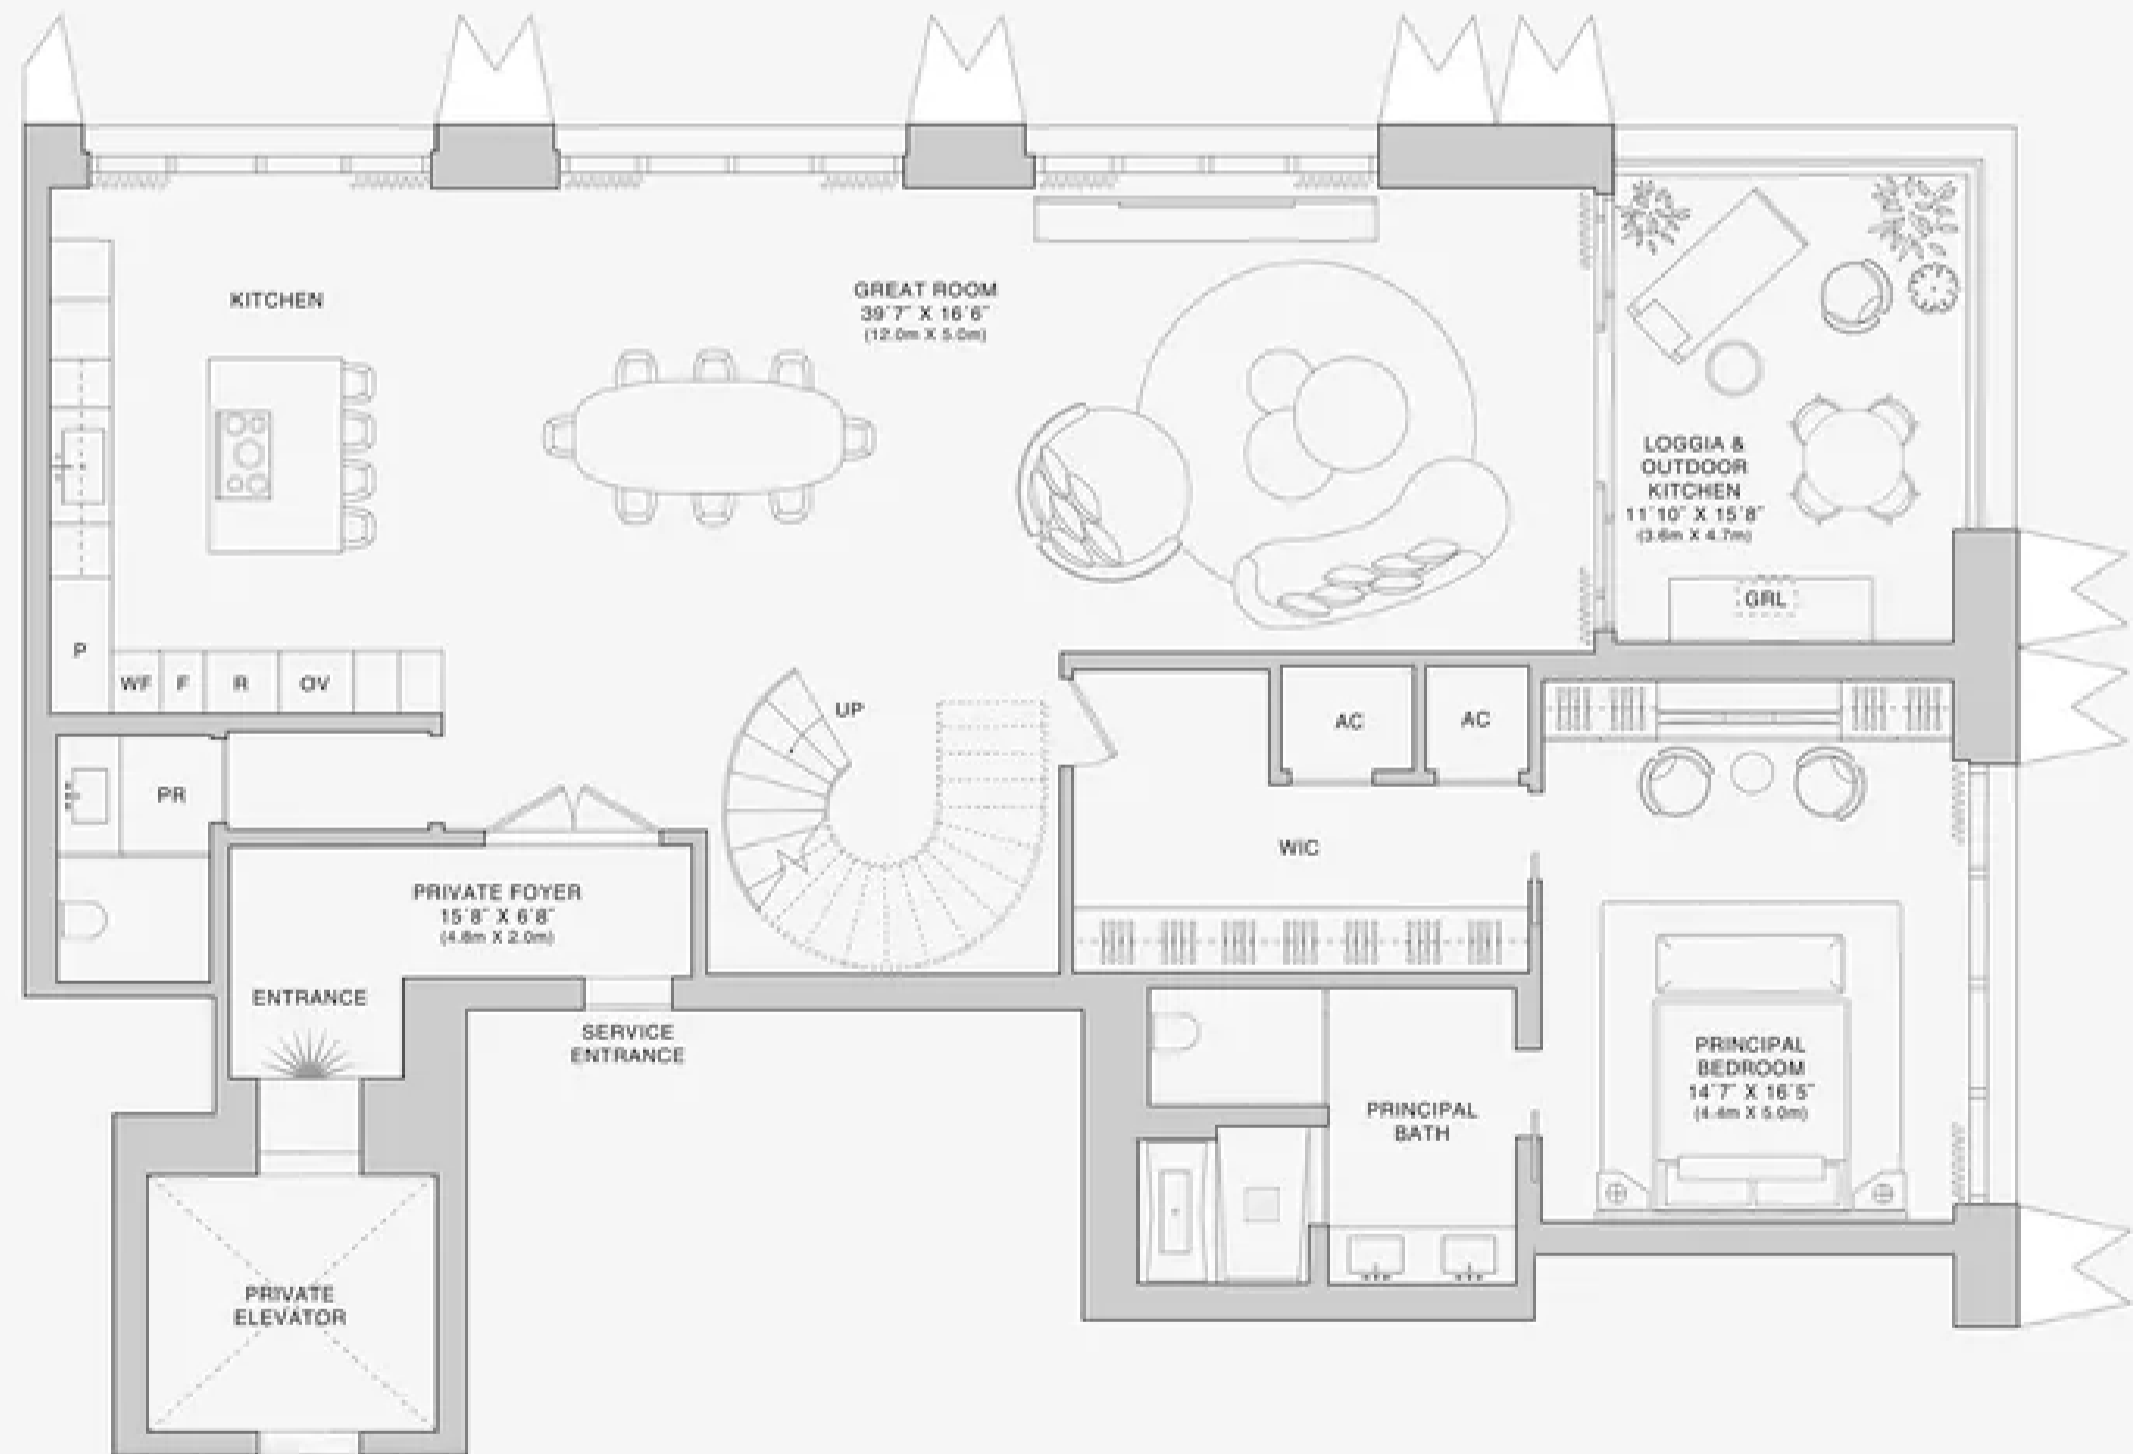 KITCHEN
GREAT ROOM
39'7" X 16'6"
(12.0m X 5.0m)
LOGGIA &
OUTDOOR
KITCHEN
11'10" X 15'8"
(3.6m X 4.7m)
GRL
P
WF
F
R
OV
UP
AC
AC
PR
WIC
PRIVATE FOYER
15'8" X 6'8"
(4.8m X 2.0m)
ENTRANCE
SERVICE
ENTRANCE
PRINCIPAL
BEDROOM
14'7" X 16'5"
(4.4m X 5.0m)
PRINCIPAL
BATH
PRIVATE
ELEVATOR